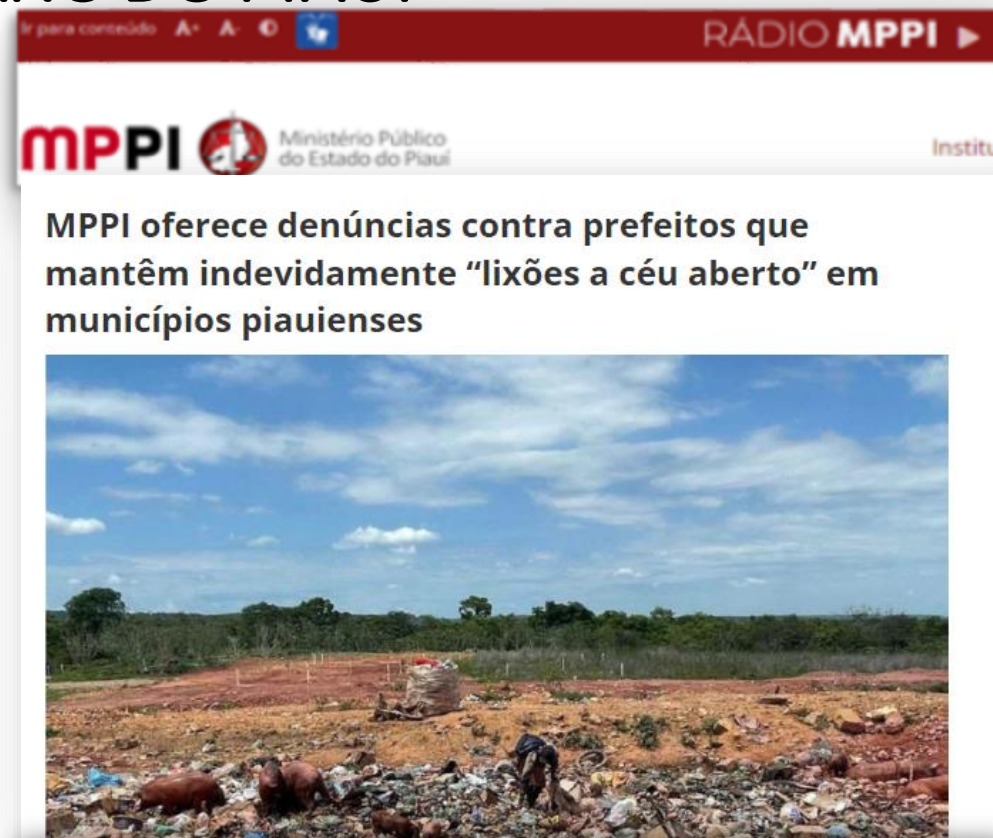 Ir para conteúdo A+ A-
RÁDIO MPPI
MPPI Ministério Público
do Estado do Piauí
MPPI oferece denúncias contra prefeitos que
mantêm indevidamente “lixões a céu aberto” em
municípios piauienses